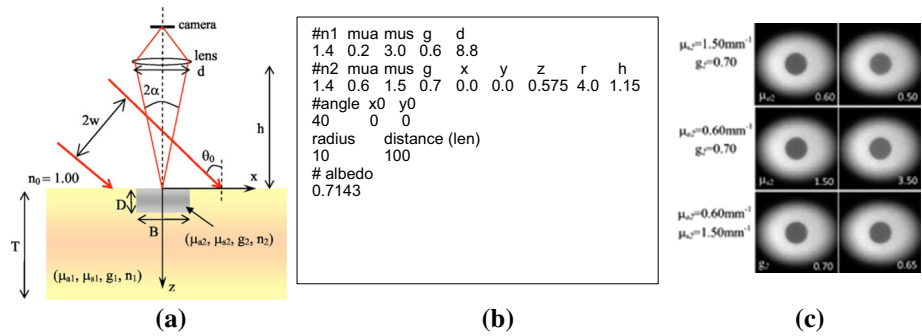 camera
lens
d
2α
2w
h
θ₀
n₀= 1.00
x
D
B
T
(μa2, μs2, g2, n2)
(μa1, μs1, g1, n1)
z
(a)
#n1 mua mus g d
1.4 0.2 3.0 0.6 8.8
#n2 mua mus g x y z r h
1.4 0.6 1.5 0.7 0.0 0.0 0.575 4.0 1.15
#angle x0 y0
40 0 0
radius distance (len)
10 100
# albedo
0.7143
(b)
μs2=1.50mm⁻¹
g2=0.70
μa2 0.60 0.50
μa2=0.60mm⁻¹
g2=0.70
μs2 1.50 3.50
μa2=0.60mm⁻¹
μs2=1.50mm⁻¹
g2 0.70 0.65
(c)